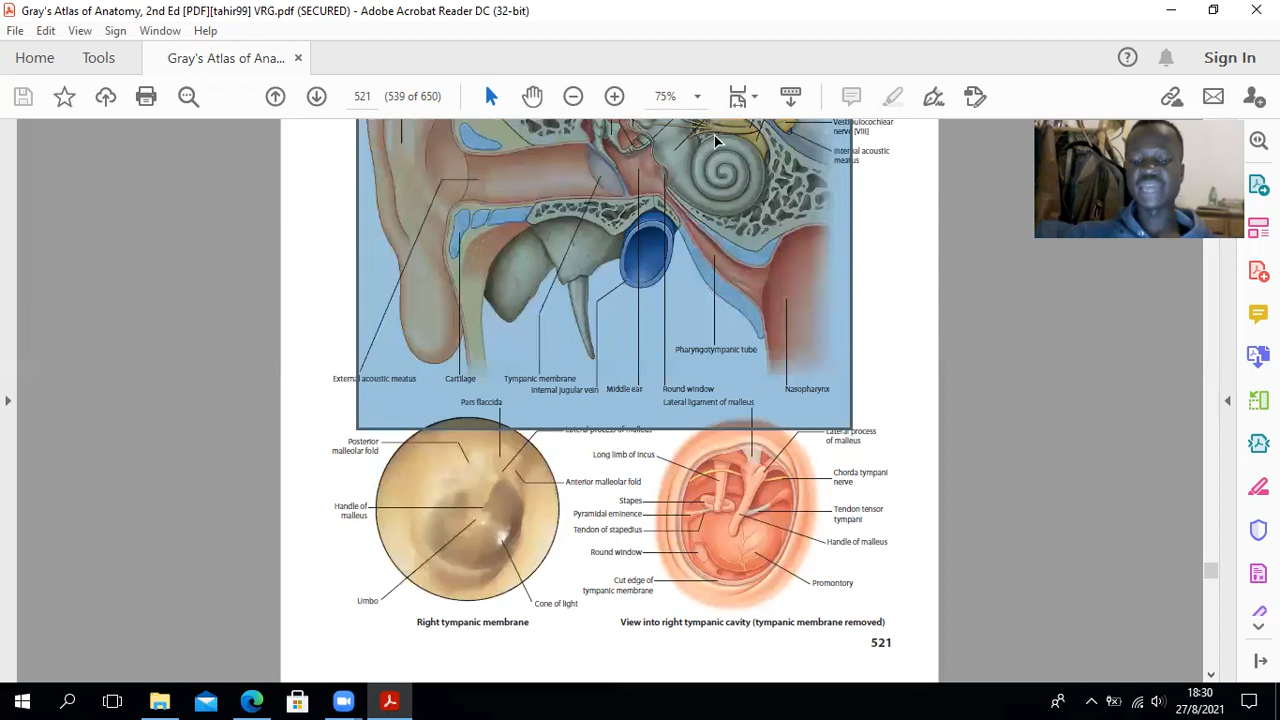 Gray's Atlas of Anatomy, 2nd Ed [PDF][tahir99] VRG.pdf (SECURED) - Adobe Acrobat Reader DC (32-bit)
File Edit View Sign Window Help
Home Tools Gray's Atlas of Ana... × Sign In
521 (539 of 650) 75%
Vestibulocochlear
nerve [VIII]
Internal acoustic
meatus
Pharyngotympanic tube
External acoustic meatus Cartilage Tympanic membrane
Internal jugular vein Middle ear Round window Nasopharynx
Pars flaccida Lateral ligament of malleus
Lateral process of malleus
Posterior
malleolar fold
Anterior malleolar fold
Handle of
malleus
Umbo
Cone of light
Right tympanic membrane
Lateral process
of malleus
Long limb of incus
Chorda tympani
nerve
Stapes
Pyramidal eminence
Tendon tensor
tympani
Tendon of stapedius
Handle of malleus
Round window
Cut edge of
tympanic membrane
Promontory
View into right tympanic cavity (tympanic membrane removed)
521
18:30
27/8/2021